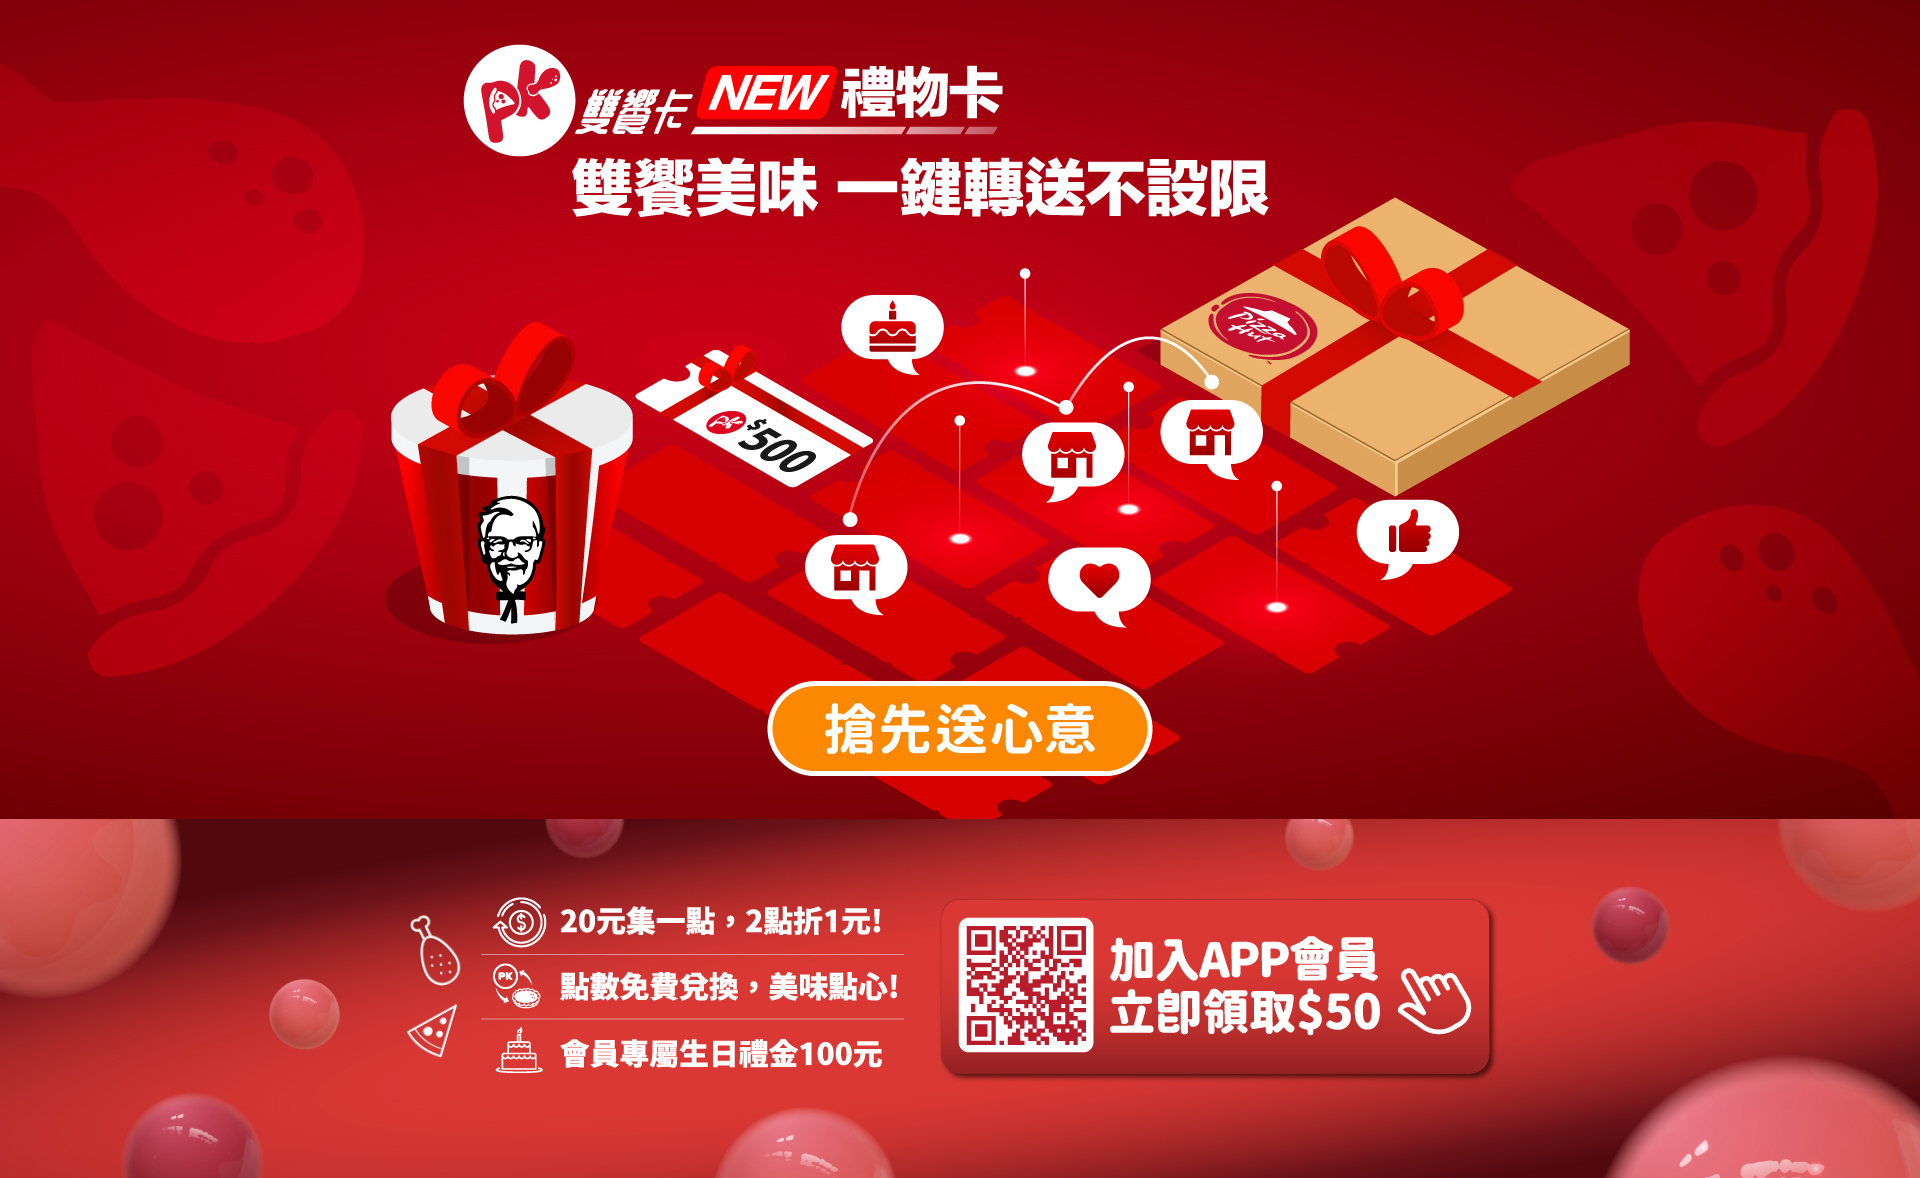 PK 雙饗卡 NEW 禮物卡
雙饗美味 一鍵轉送不設限
Pizza
Hut
PK $500
搶先送心意
20元集一點，2點折1元!
PK
點數免費兌換，美味點心!
會員專屬生日禮金100元
加入APP會員
立即領取$50